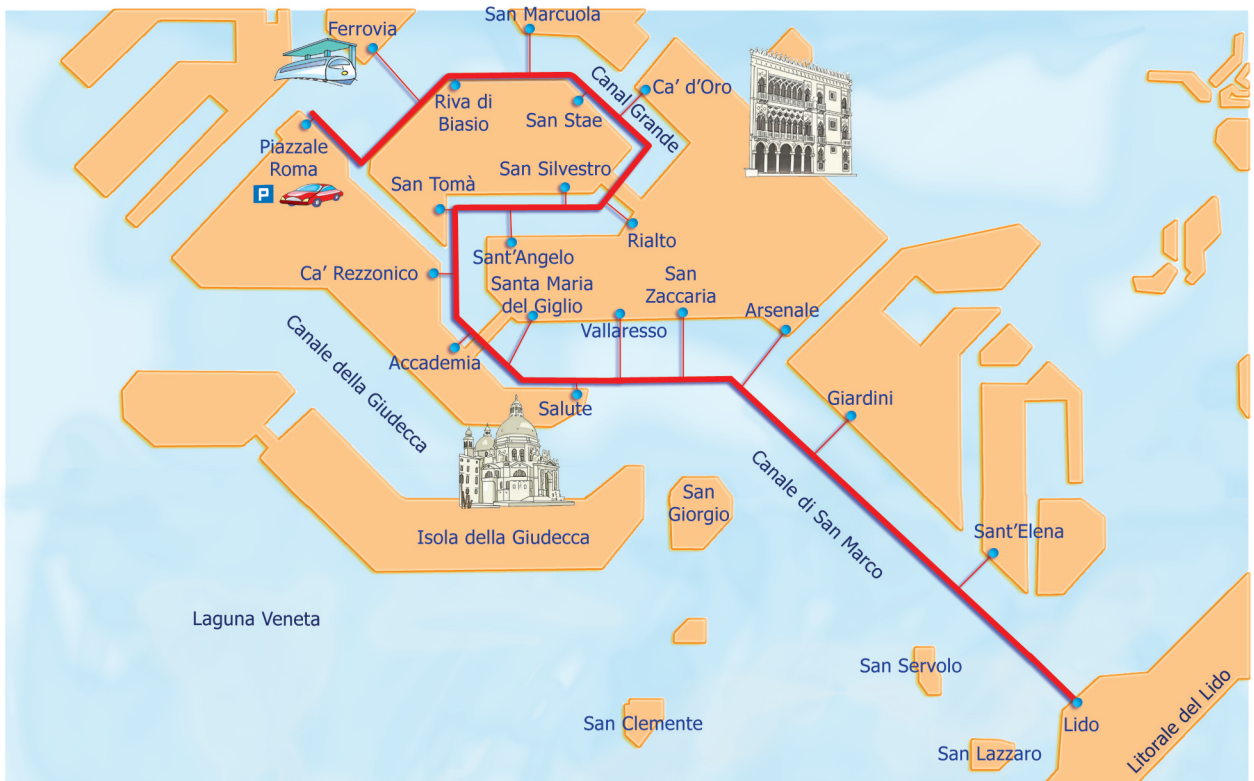 San Marcuola
Ferrovia
Canal Grande
Ca' d'Oro
Riva di
Biasio
San Stae
Piazzale
Roma
P
San Silvestro
San Tomà
Rialto
Sant'Angelo
Ca' Rezzonico
Santa Maria
del Giglio
San
Zaccaria
Arsenale
Vallaresso
Accademia
Canale della Giudecca
Salute
Giardini
Canale di San Marco
San
Giorgio
Isola della Giudecca
Sant'Elena
Laguna Veneta
San Servolo
San Clemente
Lido
San Lazzaro
Litorale del Lido